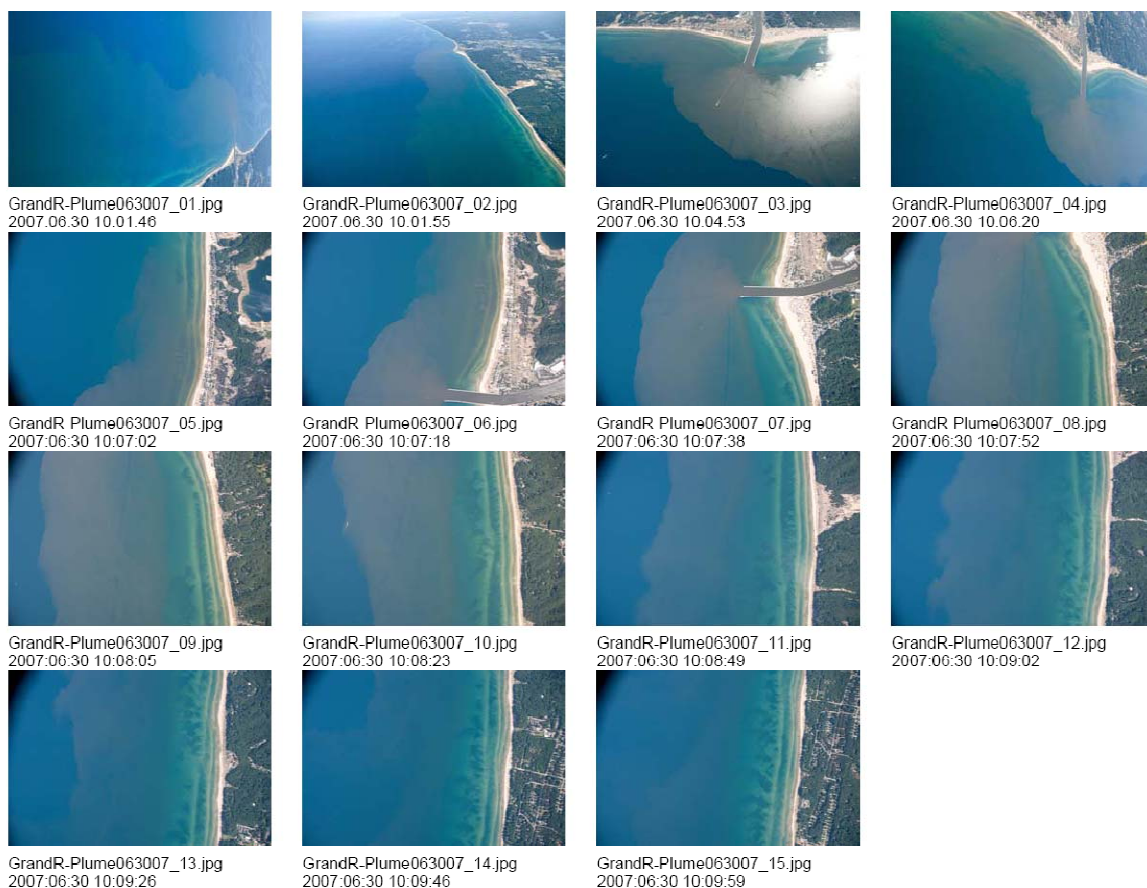 GrandR-Plume063007_01.jpg
2007.06.30 10.01.46
GrandR-Plume063007_02.jpg
2007.06.30 10.01.55
GrandR-Plume063007_03.jpg
2007.06.30 10.04.53
GrandR-Plume063007_04.jpg
2007.06.30 10.06.20
GrandR Plume063007_05.jpg
2007:06:30 10:07:02
GrandR Plume063007_06.jpg
2007:06:30 10:07:18
GrandR Plume063007_07.jpg
2007:06:30 10:07:38
GrandR Plume063007_08.jpg
2007:06:30 10:07:52
GrandR-Plume063007_09.jpg
2007:06:30 10:08:05
GrandR-Plume063007_10.jpg
2007:06:30 10:08:23
GrandR-Plume063007_11.jpg
2007:06:30 10:08:49
GrandR-Plume063007_12.jpg
2007:06:30 10:09:02
GrandR-Plume063007_13.jpg
2007:06:30 10:09:26
GrandR-Plume063007_14.jpg
2007:06:30 10:09:46
GrandR-Plume063007_15.jpg
2007:06:30 10:09:59